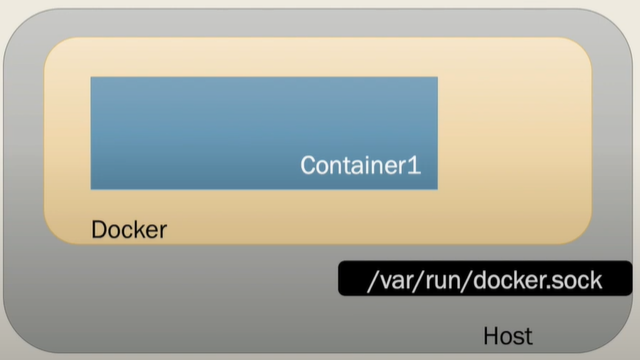 Container1
Docker
/var/run/docker.sock
Host